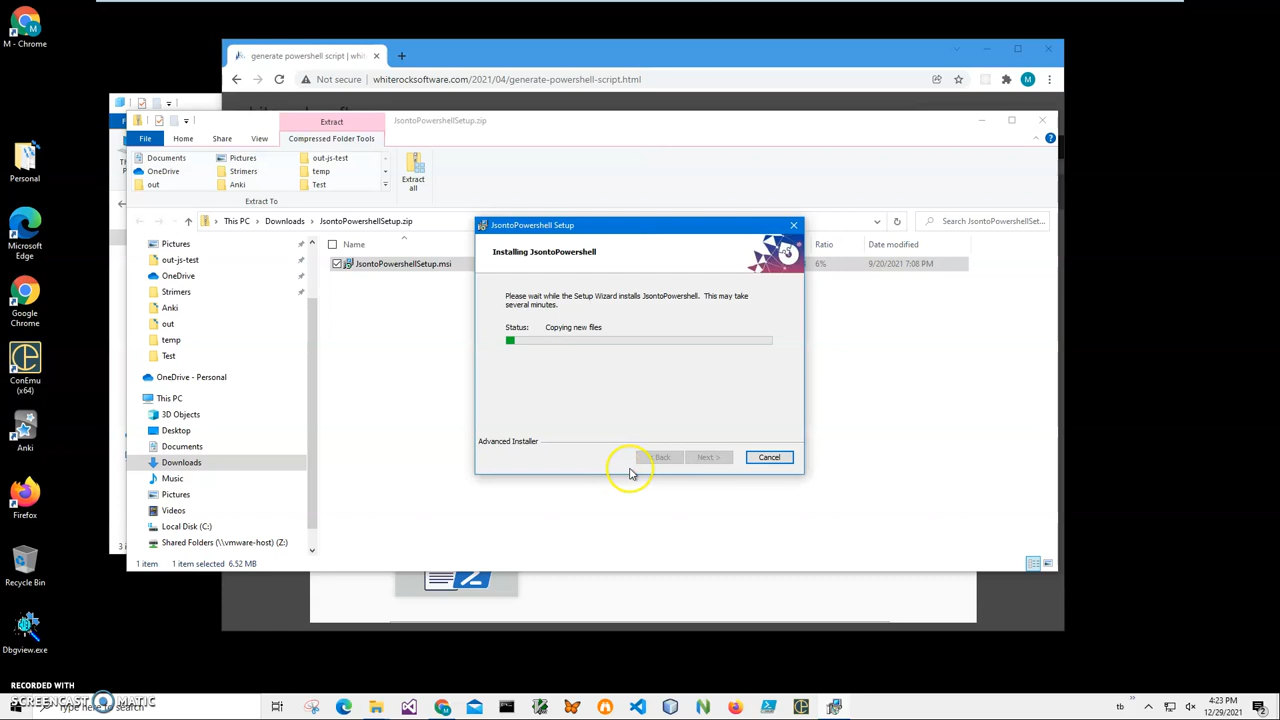 M - Chrome
Personal
Microsoft
Edge
Google
Chrome
ConEmu
(x64)
Anki
Firefox
Recycle Bin
Dbgview.exe
RECORDED WITH
SCREENCAST MATIC
generate powershell script | whit
Not secure
whiterocksoftware.com/2021/04/generate-powershell-script.html
M
Extract
JsontoPowershellSetup.zip
File
Home
Share
View
Compressed Folder Tools
Documents
Pictures
out-js-test
OneDrive
Strimers
temp
out
Anki
Test
Extract
all
Extract To
This PC
Downloads
JsontoPowershellSetup.zip
Search JsontoPowershellSet...
Name
Ratio
Date modified
JsontoPowershellSetup.msi
6%
9/20/2021 7:08 PM
Pictures
out-js-test
OneDrive
Strimers
Anki
out
temp
Test
OneDrive - Personal
This PC
3D Objects
Desktop
Documents
Downloads
Music
Pictures
Videos
Local Disk (C:)
Shared Folders (\\vmware-host) (Z:)
1 item
1 item selected 6.52 MB
JsontoPowershell Setup
Installing JsontoPowershell
Please wait while the Setup Wizard installs JsontoPowershell. This may take
several minutes.
Status:
Copying new files
Advanced Installer
Back
Next >
Cancel
here to search
4:23 PM
12/29/2021
2